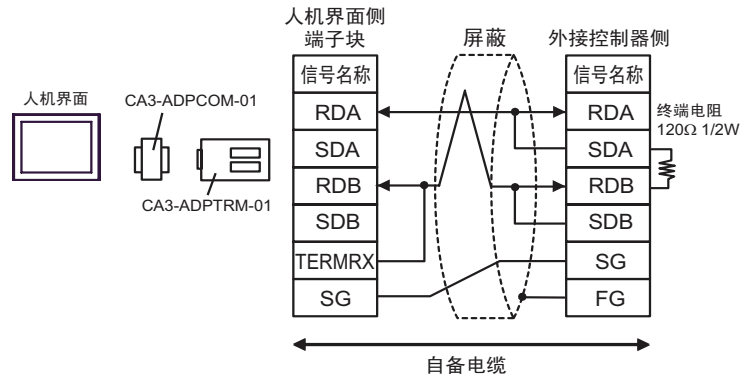 人机界面侧
端子块
屏蔽
外接控制器侧
人机界面
CA3-ADPCOM-01
CA3-ADPTRM-01
信号名称
RDA
SDA
RDB
SDB
TERMRX
SG
信号名称
RDA
SDA
RDB
SDB
SG
FG
终端电阻
120Ω 1/2W
自备电缆